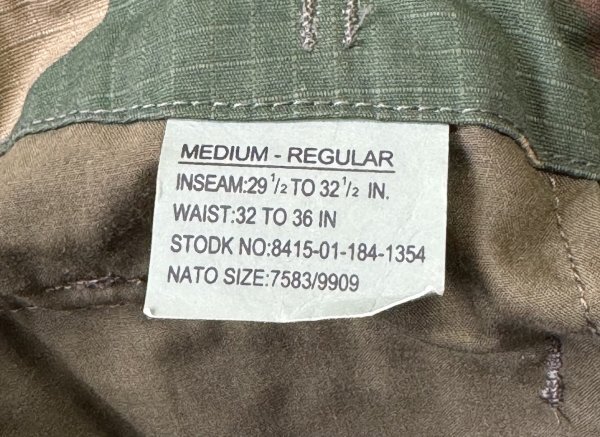 MEDIUM - REGULAR
INSEAM:29 1/2 TO 32 1/2 IN.
WAIST:32 TO 36 IN
STODK NO:8415-01-184-1354
NATO SIZE:7583/9909